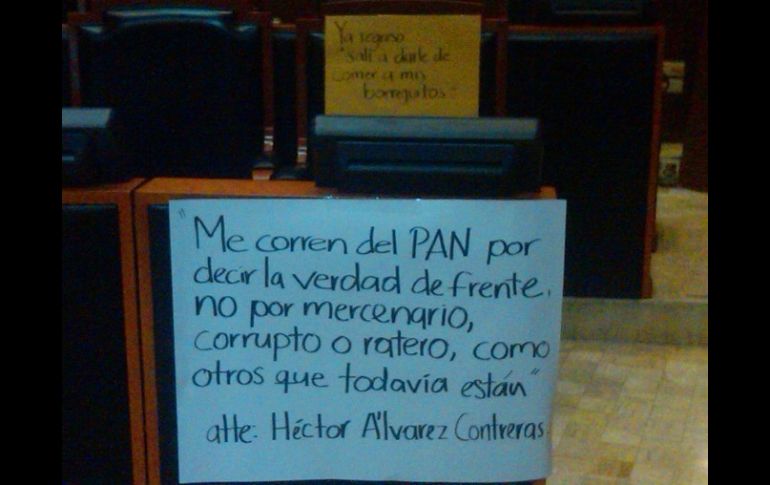 Ya regreso
"salí a darle de
comer a mis
borreguitos."
"Me corren del PAN por
decir la verdad de frente,
no por mercenario,
corrupto o ratero, como
otros que todavía están"
atte: Héctor Álvarez Contreras.